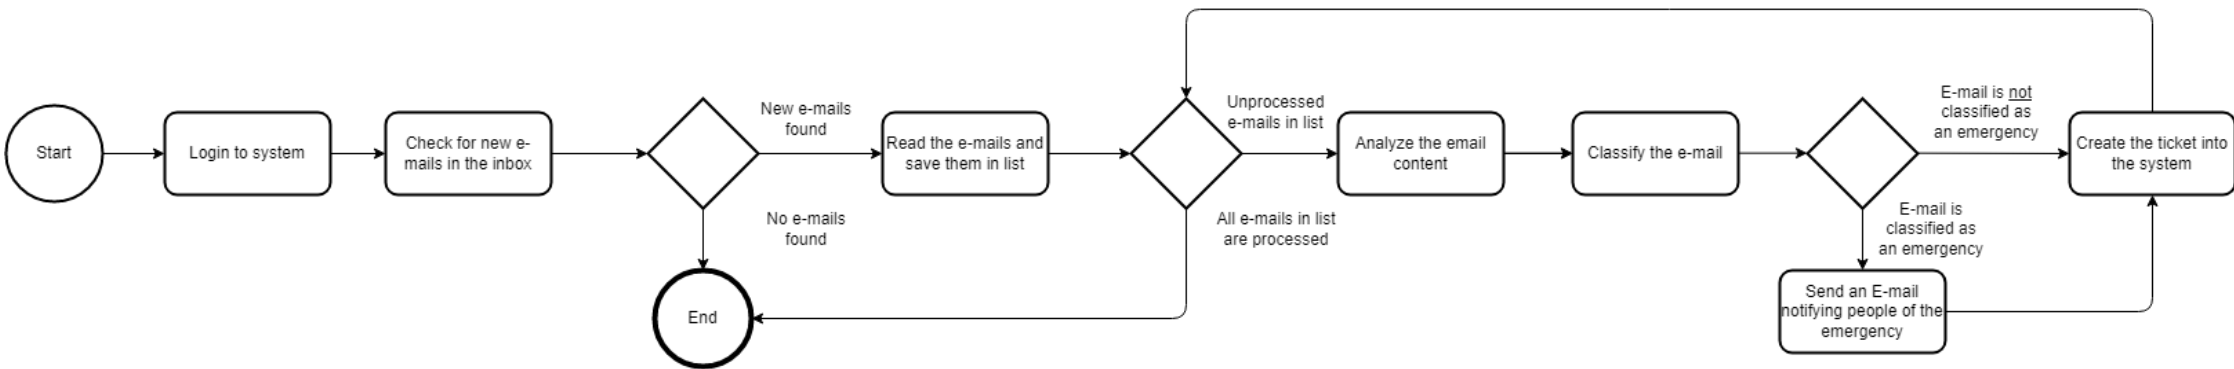 Start
Login to system
Check for new e-
mails in the inbox
New e-mails
found
No e-mails
found
End
Read the e-mails and
save them in list
Unprocessed
e-mails in list
All e-mails in list
are processed
Analyze the email
content
Classify the e-mail
E-mail is not
classified as
an emergency
E-mail is
classified as
an emergency
Send an E-mail
notifying people of the
emergency
Create the ticket into
the system